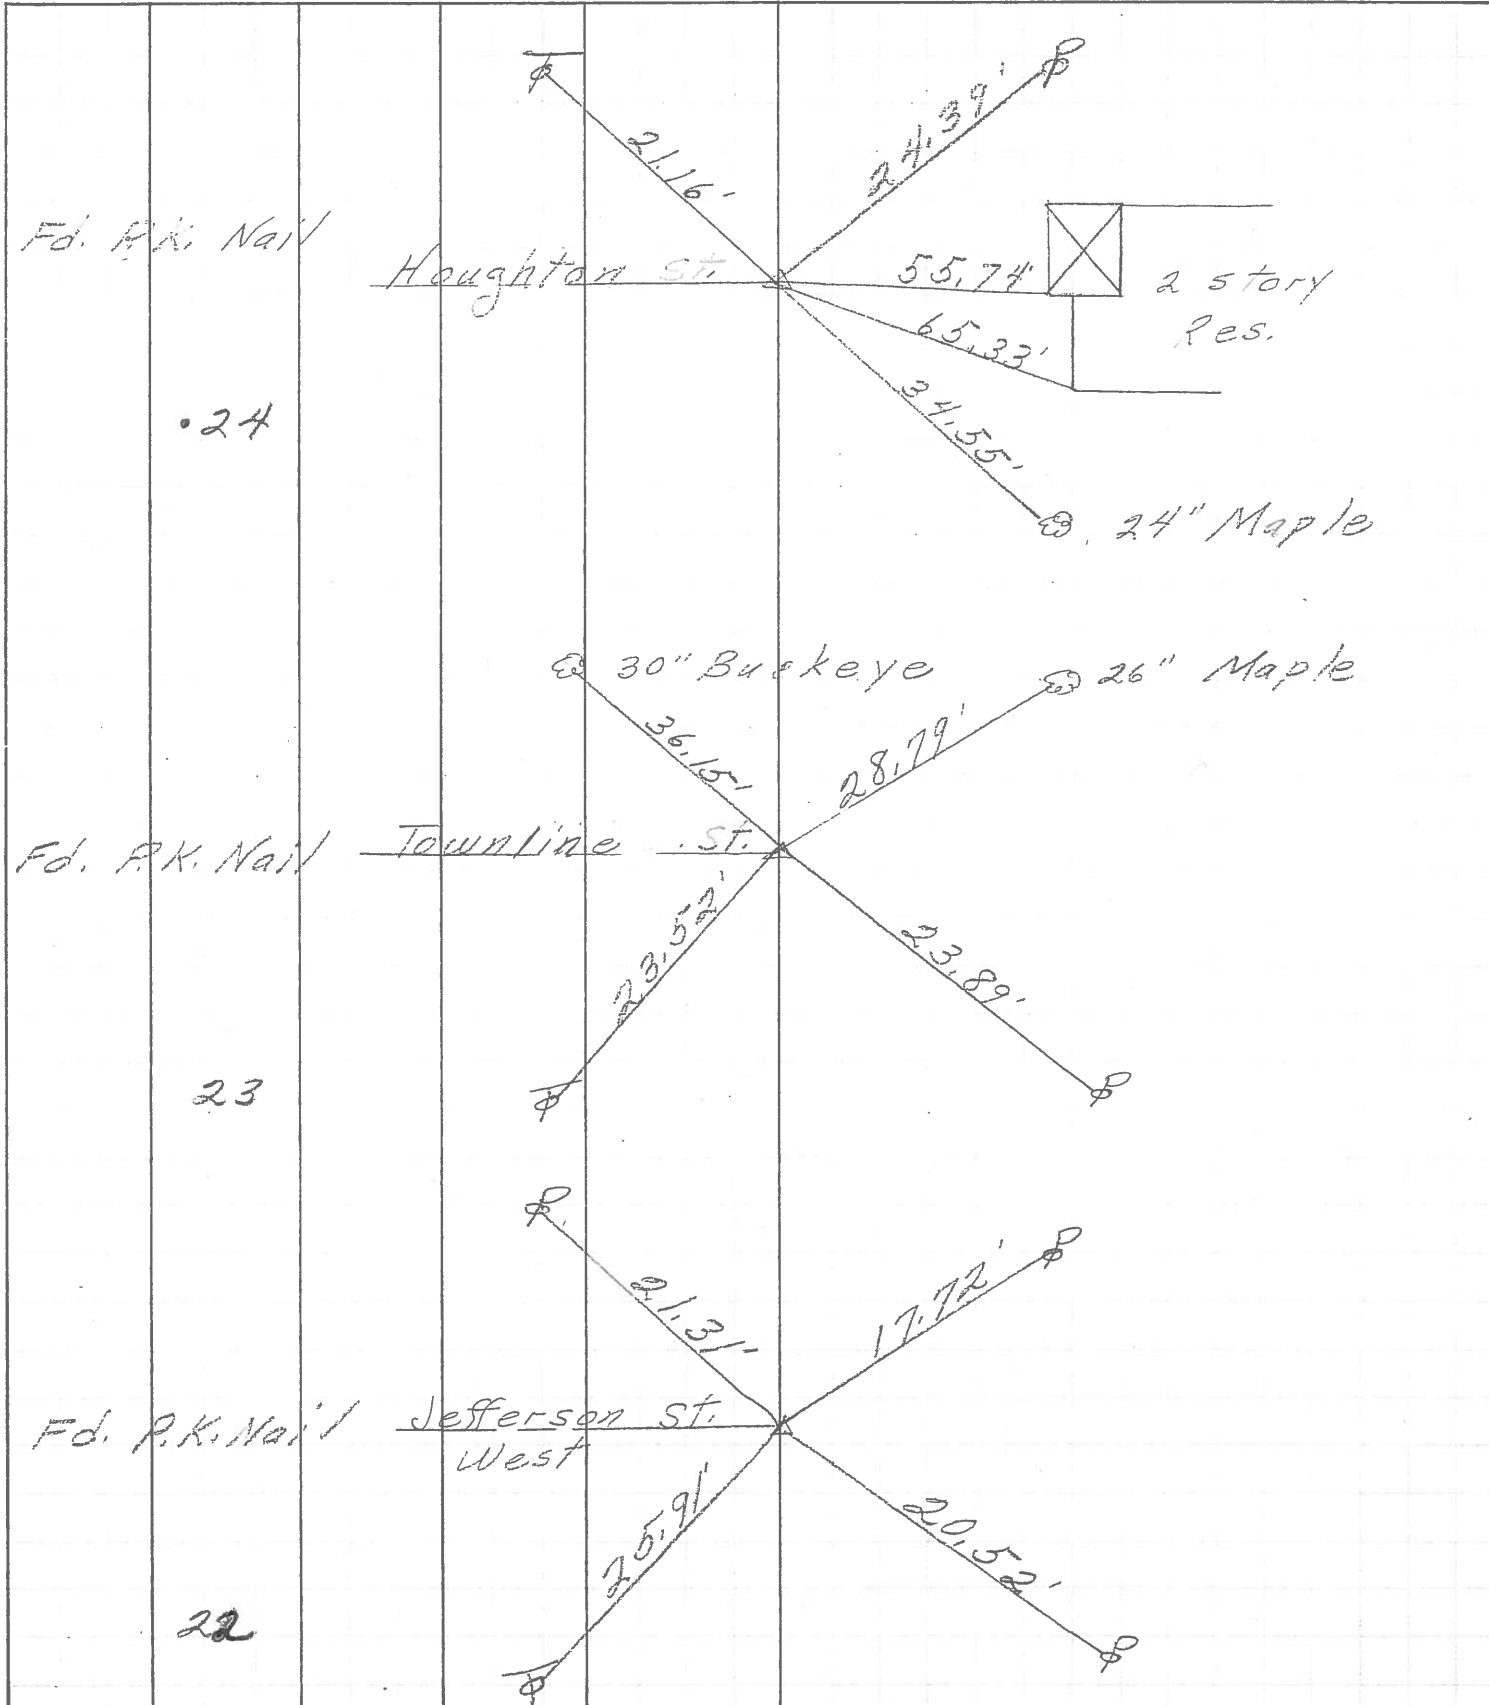 21.16'
24.39'
Fd. P.K. Nail
Houghton St.
55.74'
2 story
Res.
65.33'
34.55'
•24
24" Maple
30" Buckeye
26" Maple
36.15'
28.79'
Fd. P.K. Nail
Townline St.
23.52'
23.89'
23
21.31'
17.72'
Fd. P.K. Nail
Jefferson St.
West
25.91'
20.52'
22